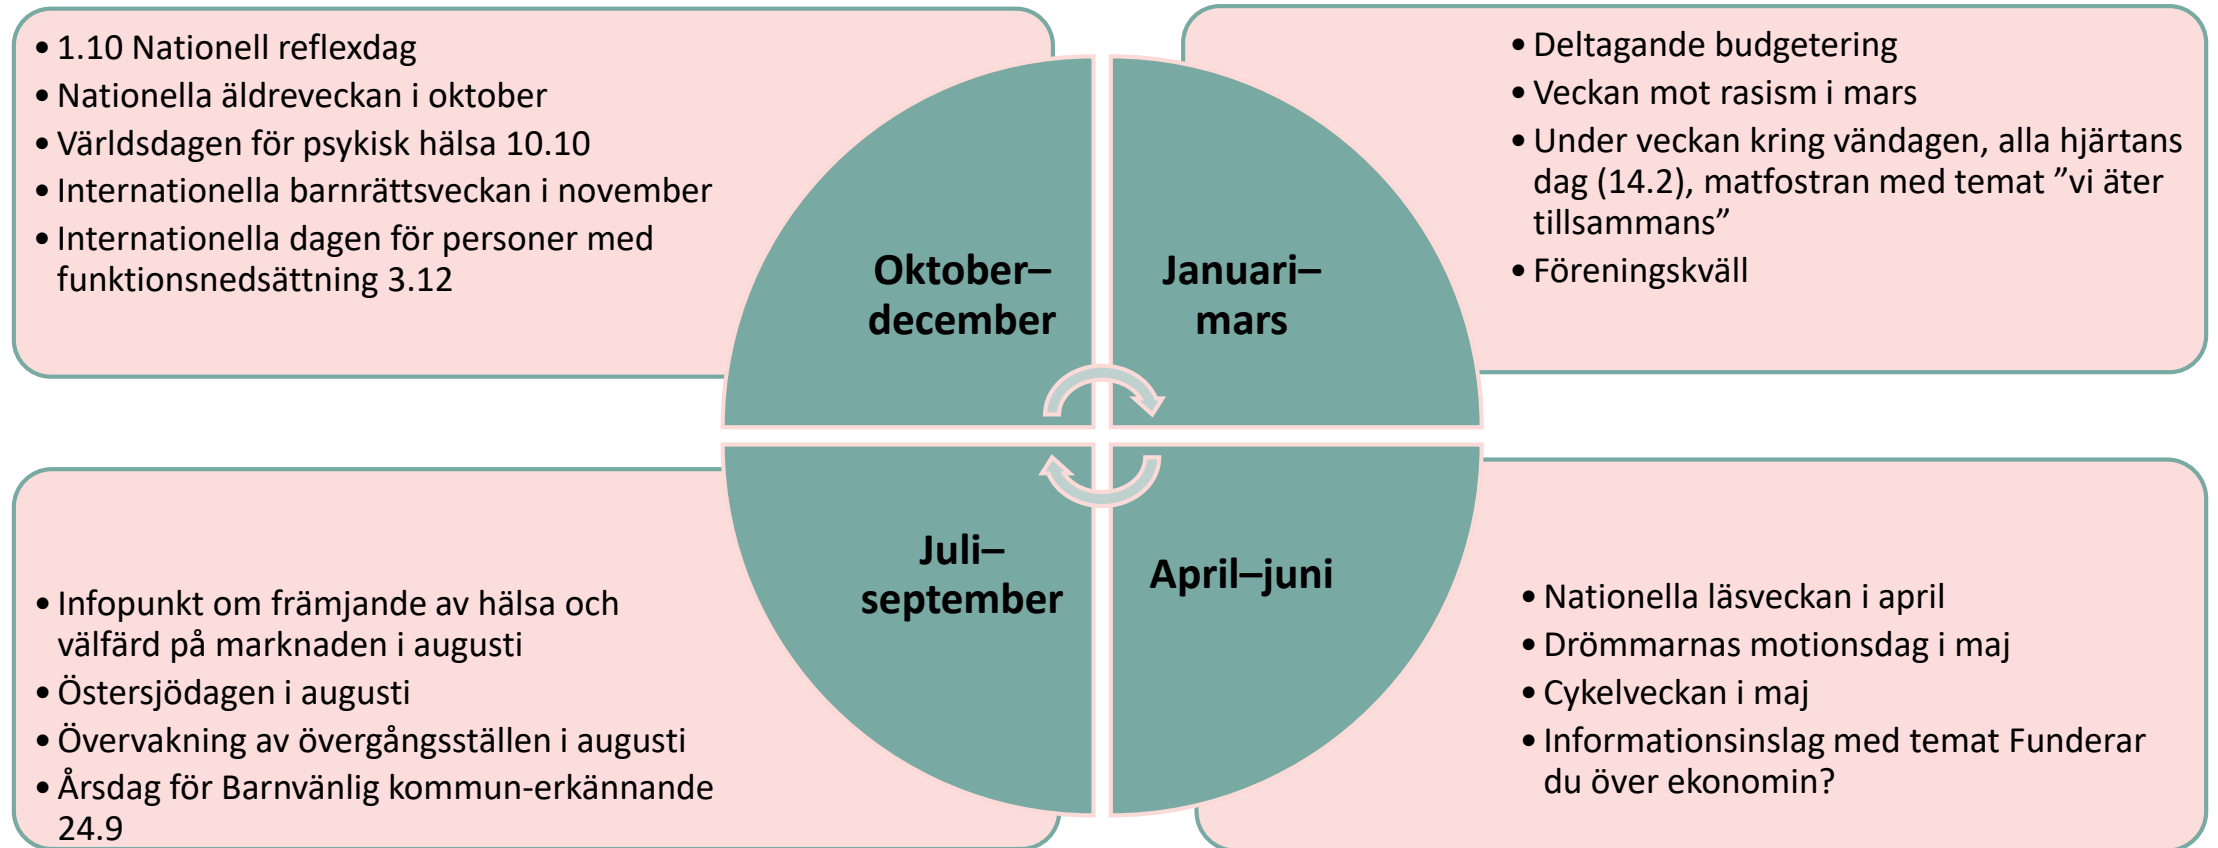 • 1.10 Nationell reflexdag
• Nationella äldreveckan i oktober
• Världsdagen för psykisk hälsa 10.10
• Internationella barnrättsveckan i november
• Internationella dagen för personer med
funktionsnedsättning 3.12
• Deltagande budgetering
• Veckan mot rasism i mars
• Under veckan kring vändagen, alla hjärtans
dag (14.2), matfostran med temat ”vi äter
tillsammans”
• Föreningskväll
Oktober–
december
Januari–
mars
Juli–
september
April–juni
• Infopunkt om främjande av hälsa och
välfärd på marknaden i augusti
• Östersjödagen i augusti
• Övervakning av övergångsställen i augusti
• Årsdag för Barnvänlig kommun-erkännande
24.9
• Nationella läsveckan i april
• Drömmarnas motionsdag i maj
• Cykelveckan i maj
• Informationsinslag med temat Funderar
du över ekonomin?